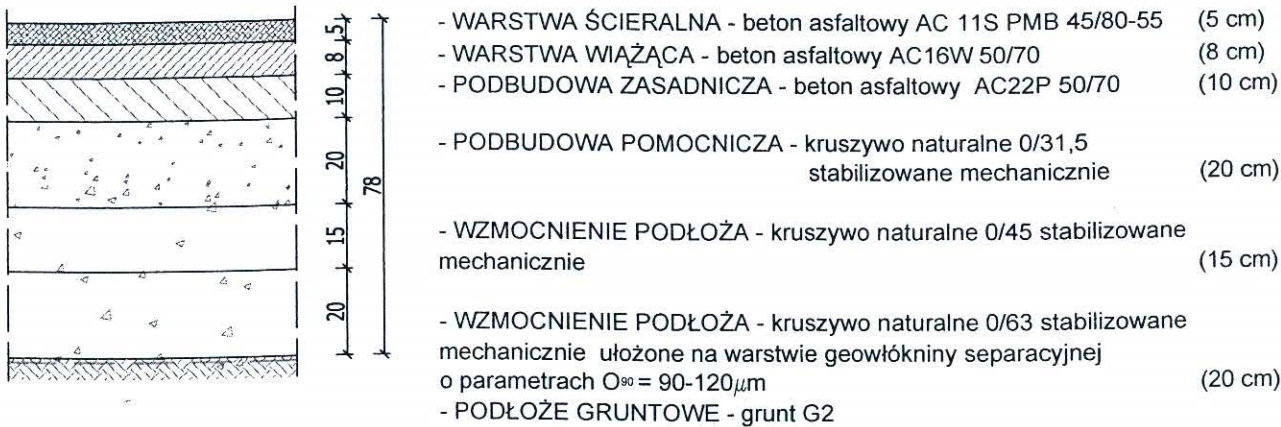 - WARSTWA ŚCIERALNA - beton asfaltowy AC 11S PMB 45/80-55 (5 cm)
- WARSTWA WIĄŻĄCA - beton asfaltowy AC16W 50/70 (8 cm)
- PODBUDOWA ZASADNICZA - beton asfaltowy AC22P 50/70 (10 cm)
- PODBUDOWA POMOCNICZA - kruszywo naturalne 0/31,5
stabilizowane mechanicznie (20 cm)
- WZMOCNIENIE PODŁOŻA - kruszywo naturalne 0/45 stabilizowane
mechanicznie (15 cm)
- WZMOCNIENIE PODŁOŻA - kruszywo naturalne 0/63 stabilizowane
mechanicznie ułożone na warstwie geowłókniny separacyjnej
o parametrach O⁹⁰ = 90-120μm (20 cm)
- PODŁOŻE GRUNTOWE - grunt G2
5
8
10
20
15
20
78